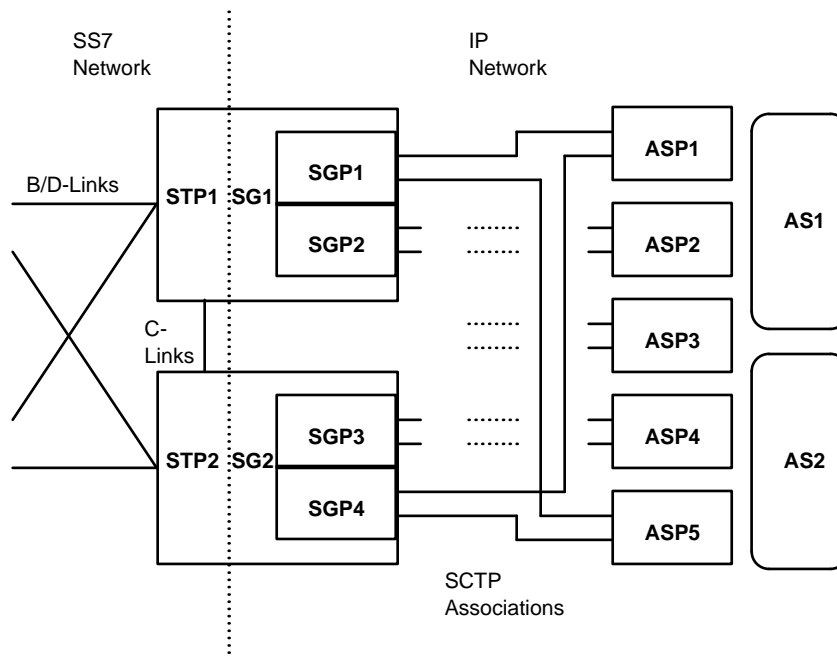 SS7
Network
IP
Network
B/D-Links
STP1
SG1
SGP1
SGP2
ASP1
ASP2
AS1
C-
Links
ASP3
STP2
SG2
SGP3
SGP4
ASP4
ASP5
AS2
SCTP
Associations